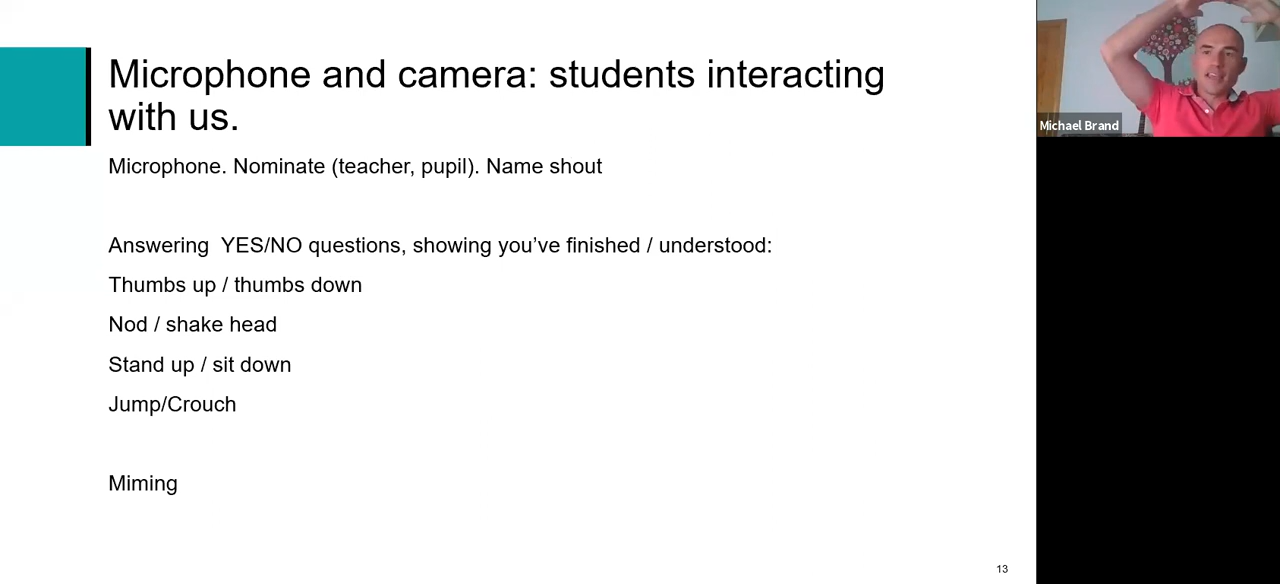 Microphone and camera: students interacting
with us.
Microphone. Nominate (teacher, pupil). Name shout
Answering  YES/NO questions, showing you’ve finished / understood:
Thumbs up / thumbs down
Nod / shake head
Stand up / sit down
Jump/Crouch
Miming
13
Michael Brand